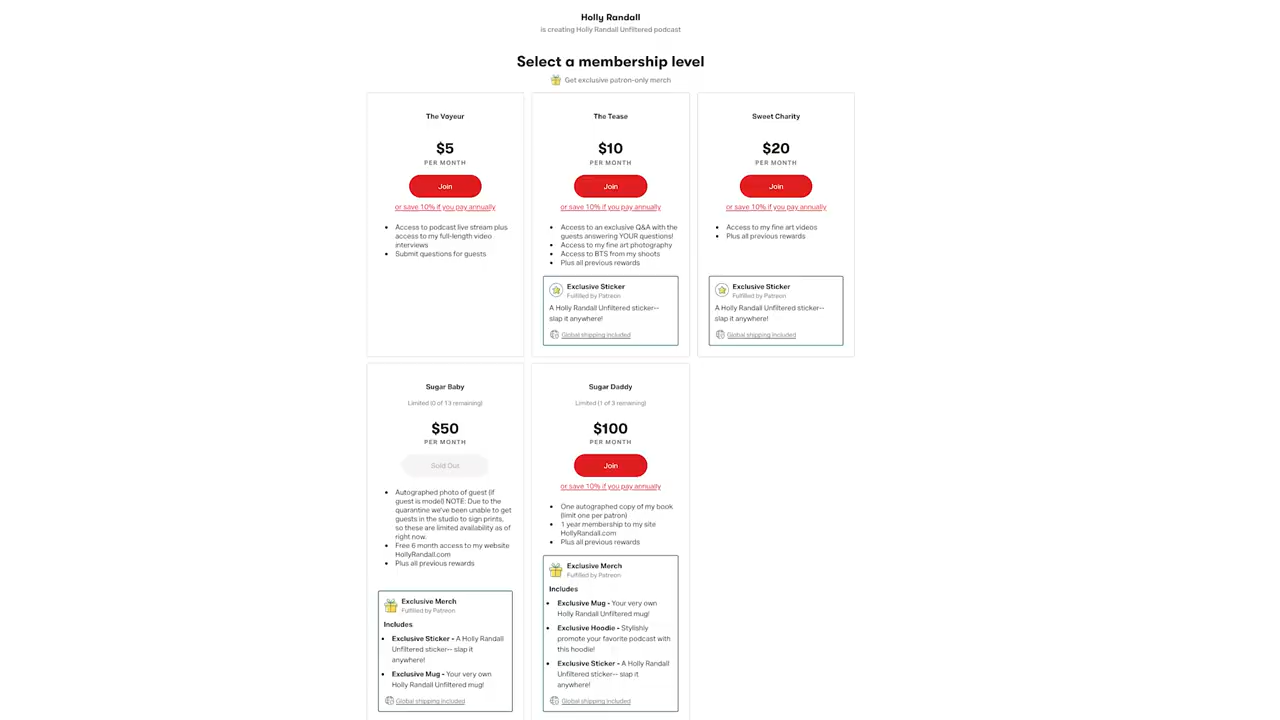 Holly Randall
is creating Holly Randall Unfiltered podcast
Select a membership level
Get exclusive patron-only merch
The Voyeur
$5
PER MONTH
Join
or save 10% if you pay annually
• Access to podcast live stream plus
access to my full-length video
interviews
• Submit questions for guests
The Tease
$10
PER MONTH
Join
or save 10% if you pay annually
• Access to an exclusive Q&A with the
guests answering YOUR questions!
• Access to my fine art photography
• Access to BTS from my shoots
• Plus all previous rewards
Exclusive Sticker
Fulfilled by Patreon
A Holly Randall Unfiltered sticker--
slap it anywhere!
Global shipping included
Sweet Charity
$20
PER MONTH
Join
or save 10% if you pay annually
• Access to my fine art videos
• Plus all previous rewards
Exclusive Sticker
Fulfilled by Patreon
A Holly Randall Unfiltered sticker--
slap it anywhere!
Global shipping included
Sugar Baby
Limited (0 of 13 remaining)
$50
PER MONTH
Sold Out
• Autographed photo of guest (if
guest is model) NOTE: Due to the
quarantine we've been unable to get
guests in the studio to sign prints,
so these are limited availability as of
right now.
• Free 6 month access to my website
HollyRandall.com
• Plus all previous rewards
Exclusive Merch
Fulfilled by Patreon
Includes
• Exclusive Sticker - A Holly Randall
Unfiltered sticker-- slap it
anywhere!
• Exclusive Mug - Your very own
Holly Randall Unfiltered mug!
Global shipping included
Sugar Daddy
Limited (1 of 3 remaining)
$100
PER MONTH
Join
or save 10% if you pay annually
• One autographed copy of my book
(limit one per patron)
• 1 year membership to my site
HollyRandall.com
• Plus all previous rewards
Exclusive Merch
Fulfilled by Patreon
Includes
• Exclusive Mug - Your very own
Holly Randall Unfiltered mug!
• Exclusive Hoodie - Stylishly
promote your favorite podcast with
this hoodie!
• Exclusive Sticker - A Holly Randall
Unfiltered sticker-- slap it
anywhere!
Global shipping included